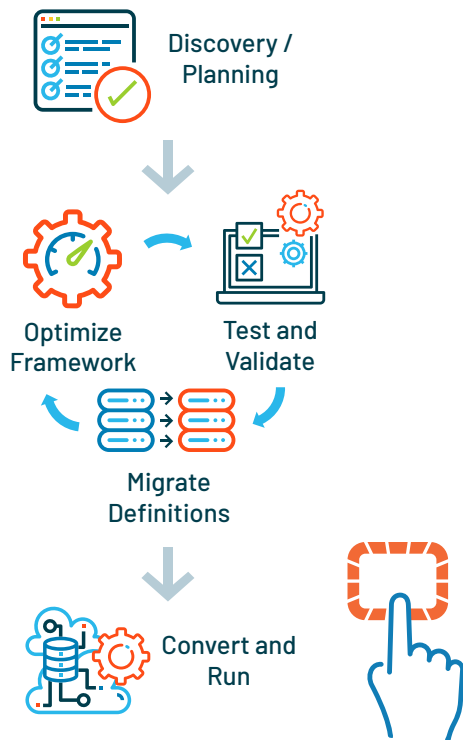 Discovery /
Planning
Optimize
Framework
Test and
Validate
Migrate
Definitions
Convert and
Run